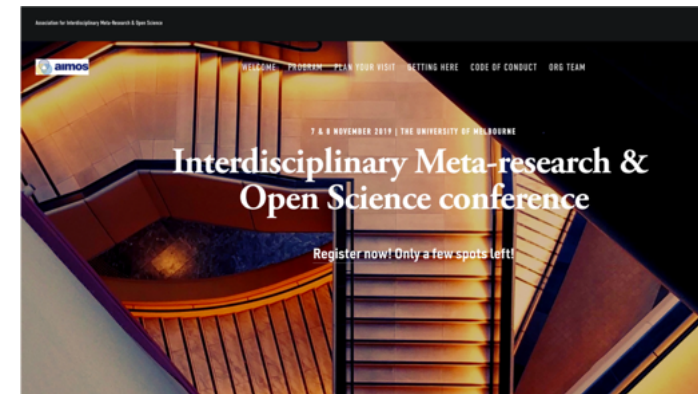 Association for Interdisciplinary Meta-Research & Open Science
aimos
WELCOME PROGRAM PLAN YOUR VISIT GETTING HERE CODE OF CONDUCT ORG TEAM
7 & 8 NOVEMBER 2019 | THE UNIVERSITY OF MELBOURNE
Interdisciplinary Meta-research &
Open Science conference
Register now! Only a few spots left!